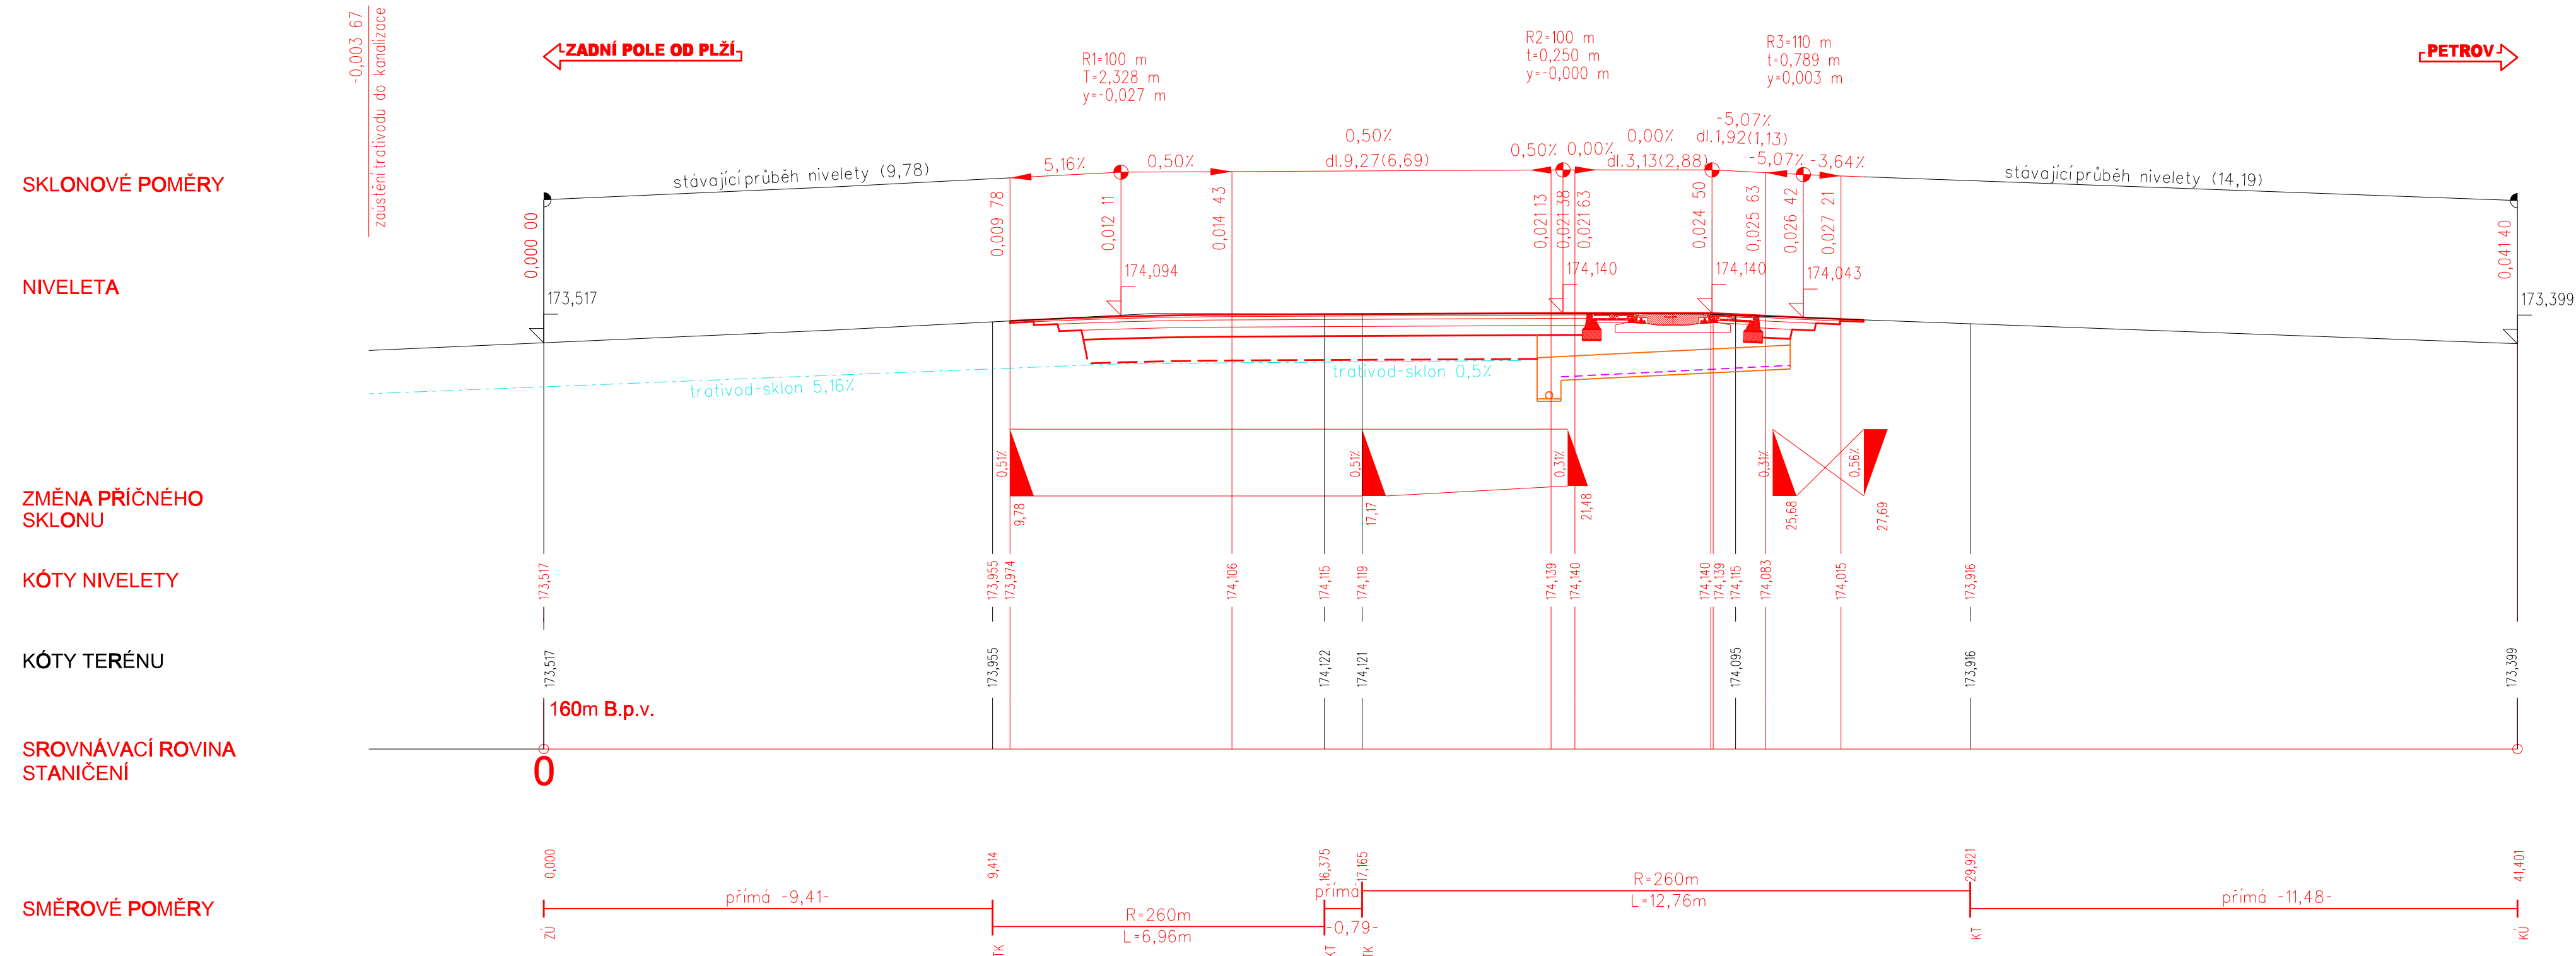 -0,003 67
zaústění trativodu do kanalizace
ZADNÍ POLE OD PLŽÍ
R1=100 m
T=2,328 m
y=-0,027 m
R2=100 m
t=0,250 m
y=-0,000 m
R3=110 m
t=0,789 m
y=0,003 m
PETROV
SKLONOVÉ POMĚRY
stávající průběh nivelety (9,78)
5,16%
0,50%
0,50%
dl.9,27(6,69)
0,50%
0,00%
0,00%
dl.3,13(2,88)
-5,07%
dl.1,92(1,13)
-5,07%
-3,64%
stávající průběh nivelety (14,19)
0,000 00
0,009 78
0,012 11
0,014 43
0,021 13
0,021 38
0,021 63
0,024 50
0,025 63
0,026 42
0,027 21
0,041 40
NIVELETA
173,517
174,094
174,140
174,140
174,043
173,399
trativod-sklon 5,16%
trativod-sklon 0,5%
ZMĚNA PŘÍČNÉHO
SKLONU
0,51%
9,78
0,51%
17,17
0,31%
21,48
0,31%
25,68
0,56%
27,69
KÓTY NIVELETY
173,517
173,955
173,974
174,106
174,115
174,119
174,139
174,140
174,140
174,139
174,115
174,083
174,015
173,916
KÓTY TERÉNU
173,517
173,955
174,122
174,121
174,095
173,916
173,399
160m B.p.v.
SROVNÁVACÍ ROVINA
STANIČENÍ
0
SMĚROVÉ POMĚRY
0,000
9,414
16,375
17,165
29,921
41,401
přímá -9,41-
R=260m
L=6,96m
přímá
-0,79-
R=260m
L=12,76m
přímá -11,48-
ZÚ
TK
KT
TK
KT
KÚ